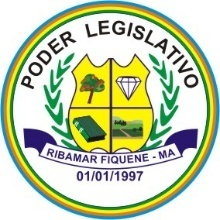 PODER LEGISLATIVO
RIBAMAR FIQUENE - MA
01/01/1997